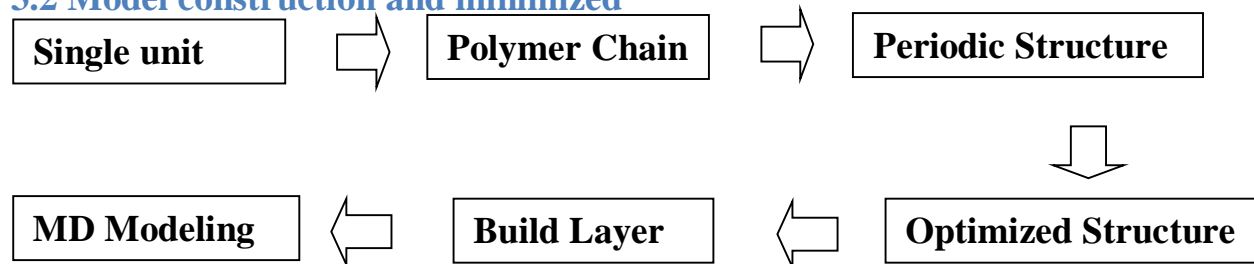 3.2 Model construction and minimized
Single unit
Polymer Chain
Periodic Structure
MD Modeling
Build Layer
Optimized Structure